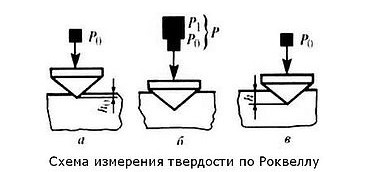 P₀
P₁
P₀
P
P₀
h₀
h
а
б
в
Схема измерения твердости по Роквеллу